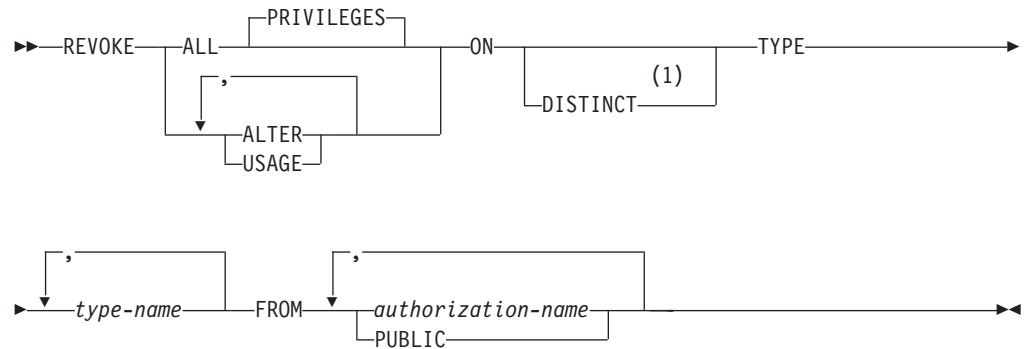 PRIVILEGES
REVOKE ALL ON TYPE
, (1)
DISTINCT
ALTER
USAGE
, ,
type-name FROM authorization-name
PUBLIC